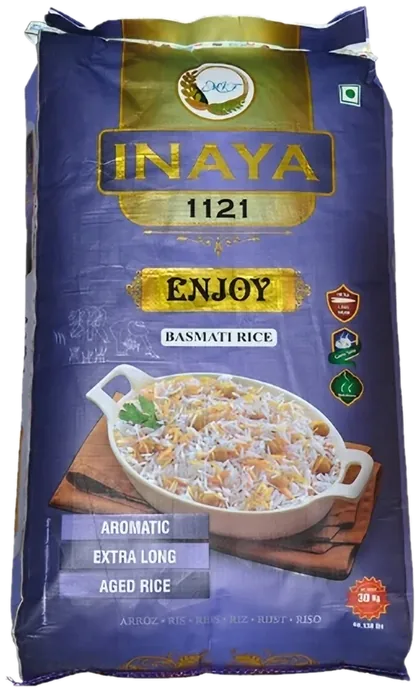 INAYA
1121
ENJOY
BASMATI RICE
AROMATIC
EXTRA LONG
AGED RICE
30 Kg
ARROZ • RIS • REIS • RIZ • RIJST • RISO